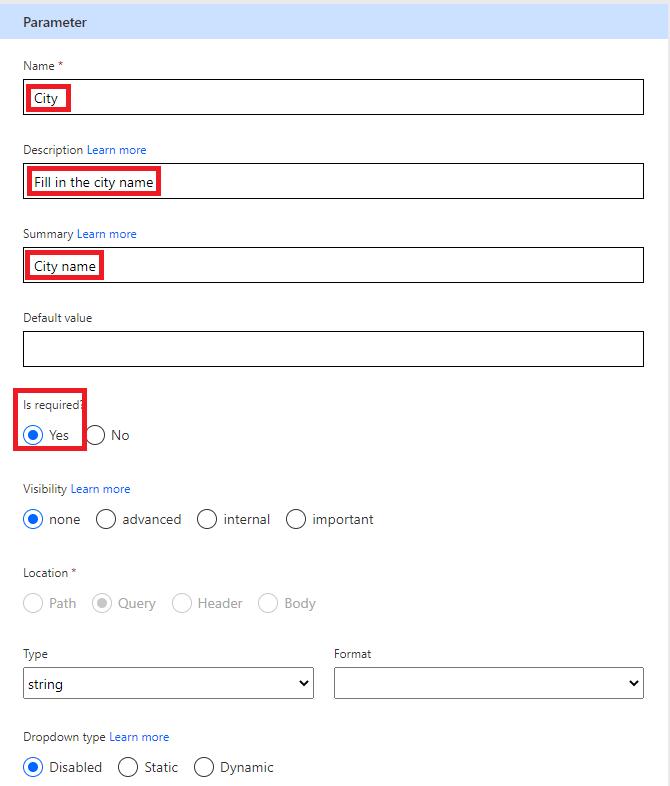 Parameter
Name *
City
Description Learn more
Fill in the city name
Summary Learn more
City name
Default value
Is required?
Yes No
Visibility Learn more
none advanced internal important
Location *
Path Query Header Body
Type Format
string
Dropdown type Learn more
Disabled Static Dynamic